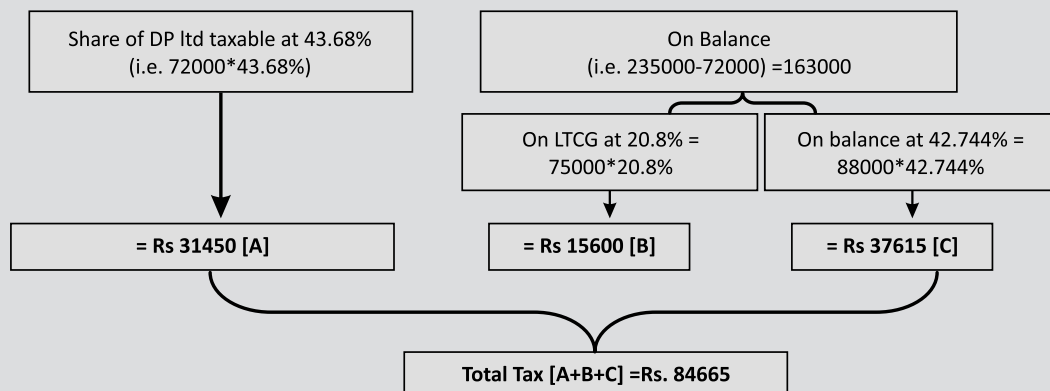 Share of DP ltd taxable at 43.68%
(i.e. 72000*43.68%)
On Balance
(i.e. 235000-72000) =163000
On LTCG at 20.8% =
75000*20.8%
On balance at 42.744% =
88000*42.744%
= Rs 31450 [A]
= Rs 15600 [B]
= Rs 37615 [C]
Total Tax [A+B+C] =Rs. 84665